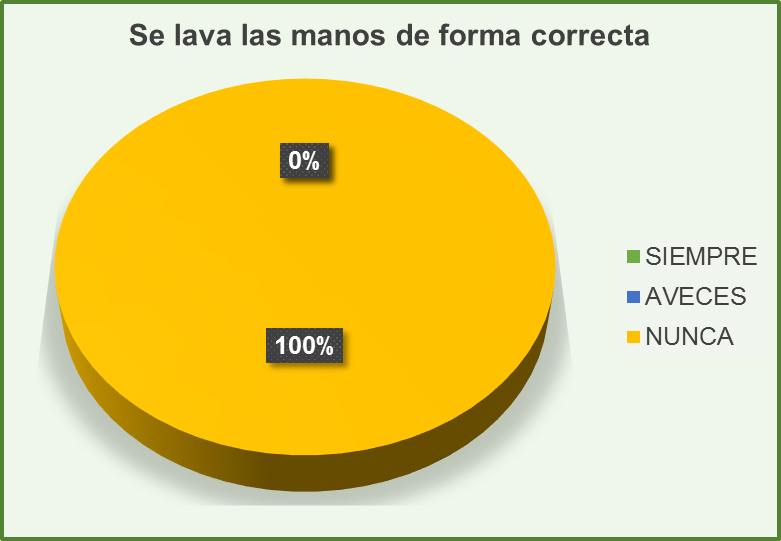 Se lava las manos de forma correcta
0%
100%
SIEMPRE
AVECES
NUNCA